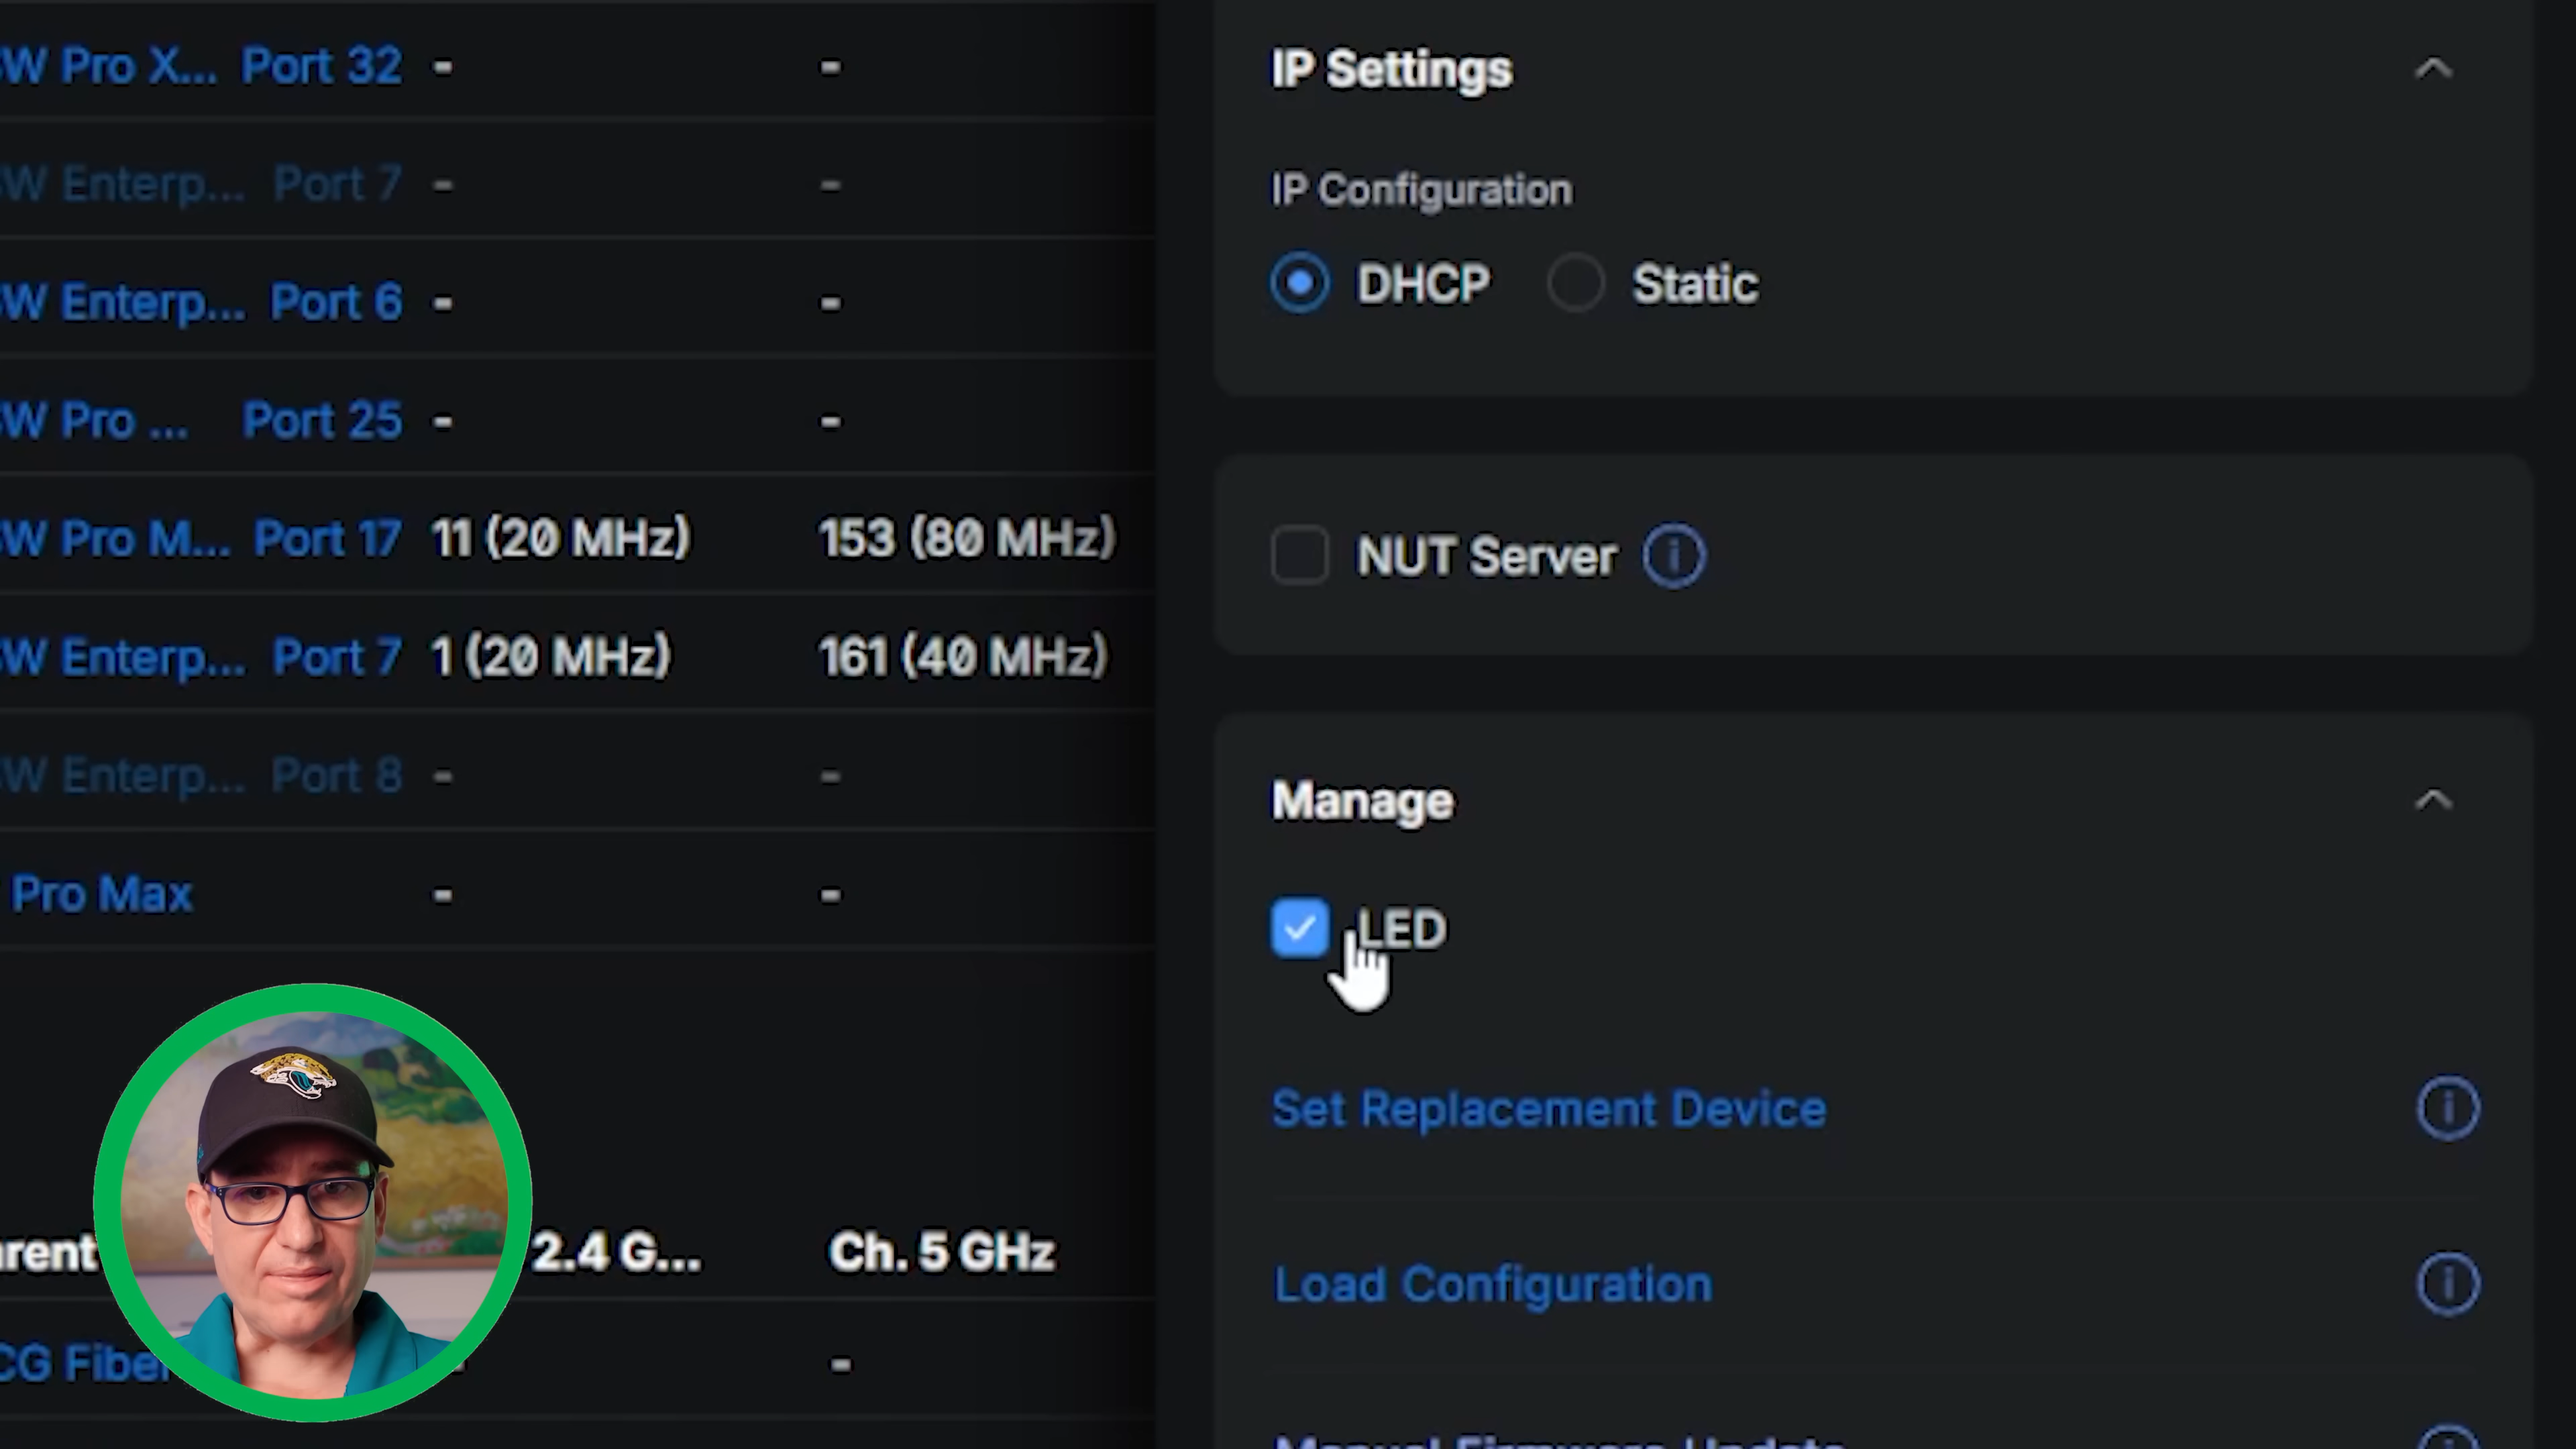 W Pro X... Port 32 - -
W Enterp... Port 7 - -
W Enterp... Port 6 - -
W Pro ... Port 25 - -
W Pro M... Port 17 11 (20 MHz) 153 (80 MHz)
W Enterp... Port 7 1 (20 MHz) 161 (40 MHz)
W Enterp... Port 8 - -
Pro Max - -
rent 2.4 G... Ch. 5 GHz
CG Fiber - -
IP Settings
IP Configuration
DHCP Static
NUT Server
Manage
LED
Set Replacement Device
Load Configuration
Manual Firmware Update